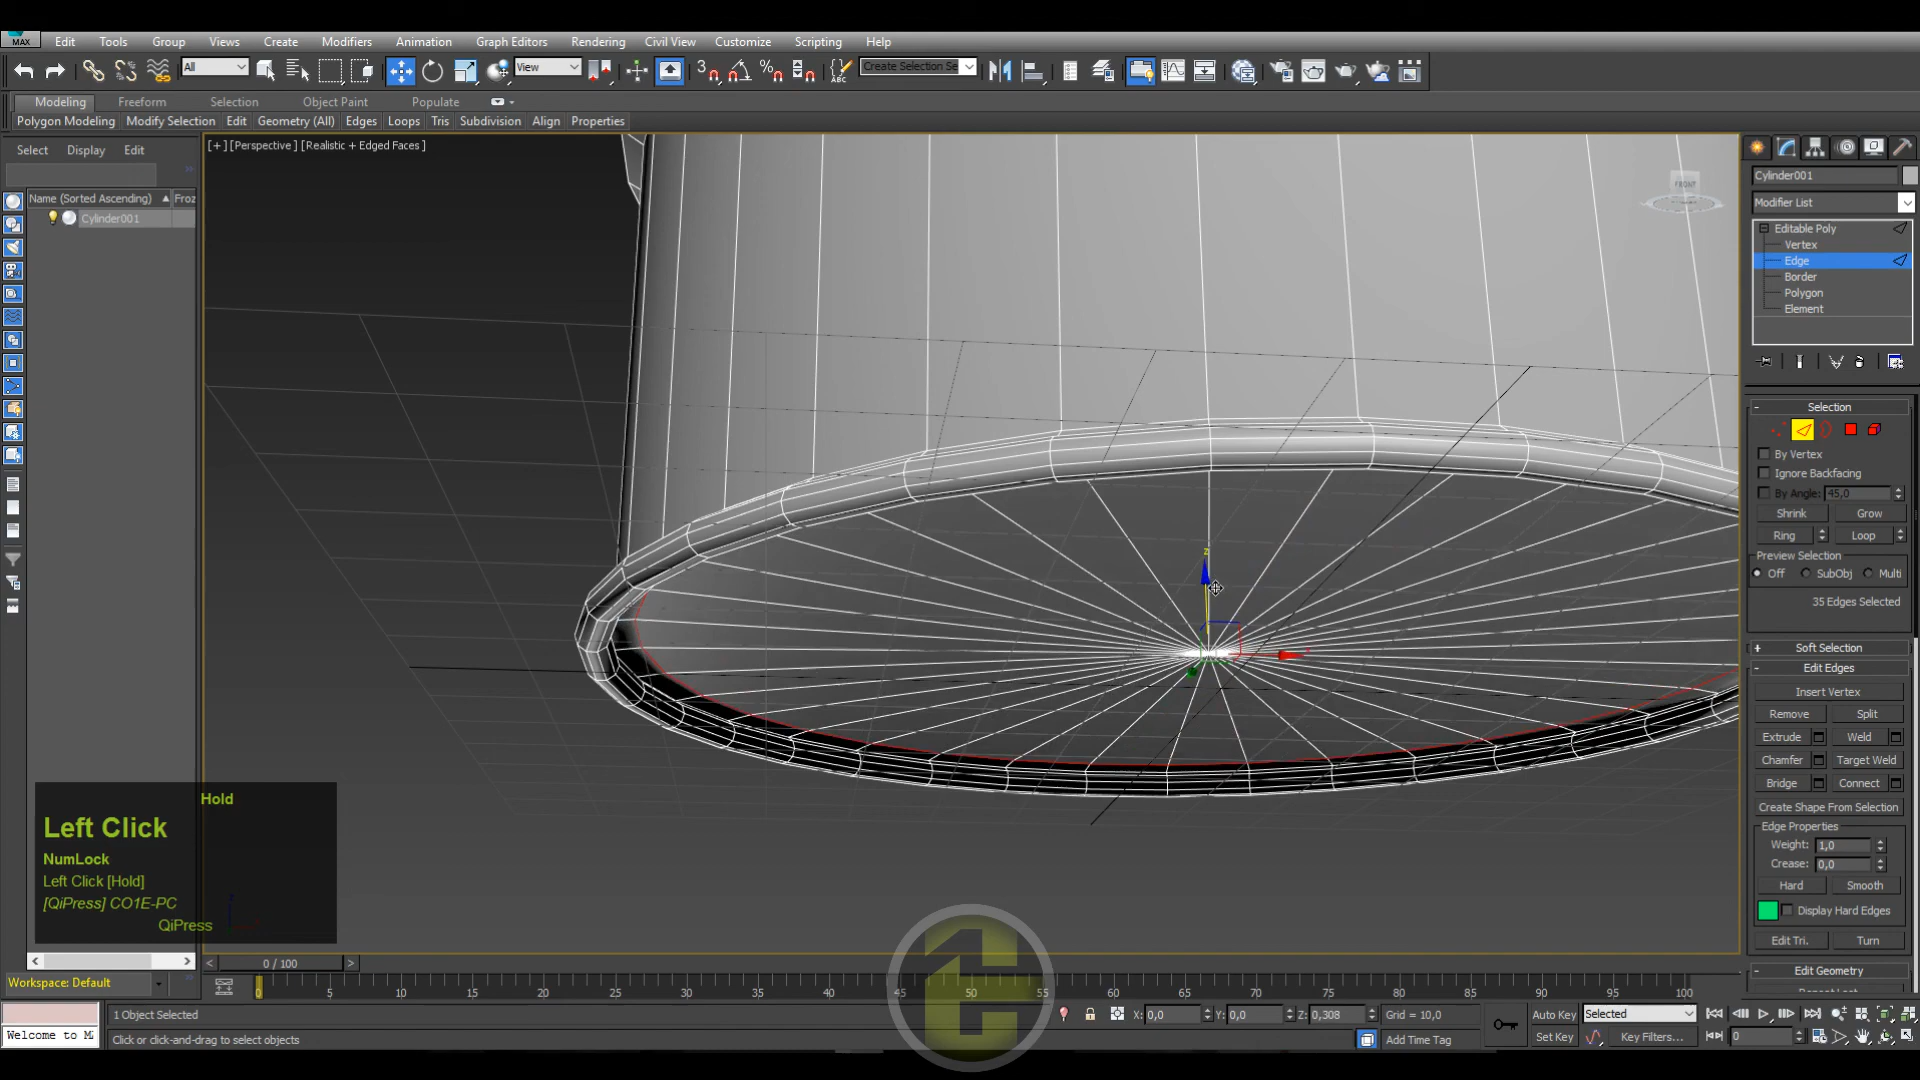 MAX Edit Tools Group Views Create Modifiers Animation Graph Editors Rendering Civil View Customize Scripting Help
All View Create Selection Se
Modeling Freeform Selection Object Paint Populate
Polygon Modeling Modify Selection Edit Geometry (All) Edges Loops Tris Subdivision Align Properties
Select Display Edit
[+] [Perspective] [Realistic + Edged Faces]
Name (Sorted Ascending) Froz
Cylinder001
FRONT
Cylinder001
Modifier List
Editable Poly
Vertex
Edge
Border
Polygon
Element
Selection
By Vertex
Ignore Backfacing
By Angle: 45,0
Shrink Grow
Ring Loop
Preview Selection
Off SubObj Multi
35 Edges Selected
Soft Selection
Edit Edges
Insert Vertex
Remove Split
Extrude Weld
Chamfer Target Weld
Bridge Connect
Create Shape From Selection
Edge Properties
Weight: 1,0
Crease: 0,0
Hard Smooth
Display Hard Edges
Edit Tri. Turn
Edit Geometry
Repeat Last
z
Hold
Left Click
NumLock
Left Click [Hold]
[QiPress] CO1E-PC
QiPress
< 0 / 100 >
Workspace: Default
0 5 10 15 20 25 30 35 40 45 50 55 60 65 70 75 80 85 90 95 100
1 Object Selected X: 0,0 Y: 0,0 Z: 0,308 Grid = 10,0 Auto Key Selected
Welcome to Mi Click or click-and-drag to select objects Add Time Tag Set Key Key Filters... 0